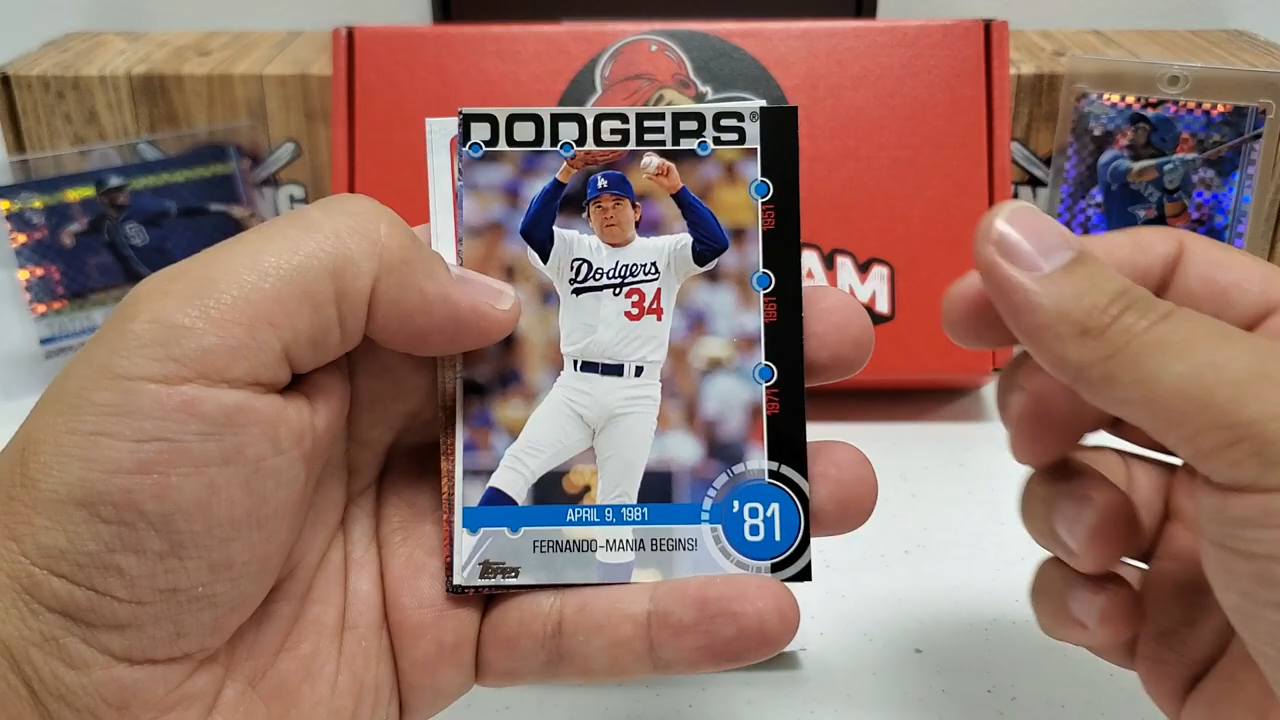 DODGERS®
1951
1961
1971
Dodgers
34
APRIL 9, 1981
'81
FERNANDO-MANIA BEGINS!
TOPPS
AM